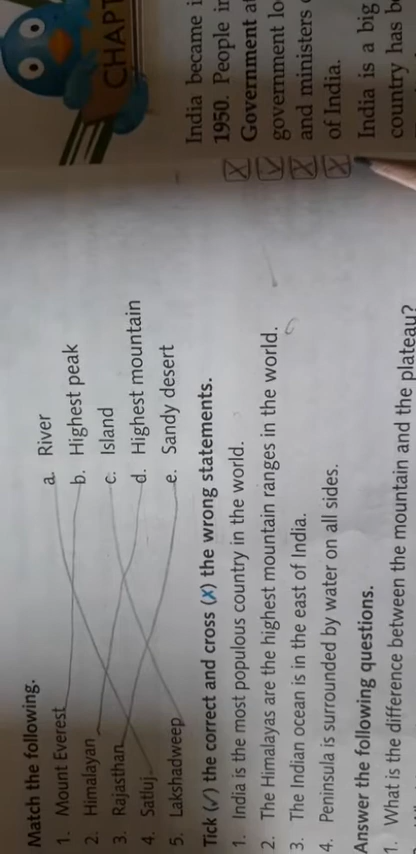 Match the following.
1. Mount Everest a. River
2. Himalayan b. Highest peak
3. Rajasthan c. Island
4. Satluj d. Highest mountain
5. Lakshadweep e. Sandy desert
Tick (✓) the correct and cross (✗) the wrong statements.
1. India is the most populous country in the world. ☒
2. The Himalayas are the highest mountain ranges in the world. ☑
3. The Indian ocean is in the east of India. ☒
4. Peninsula is surrounded by water on all sides. ☒
Answer the following questions.
1. What is the difference between the mountain and the plateau?
CHAPT
India became i
1950. People in
Government at
government lo
and ministers
of India.
India is a big
country has be